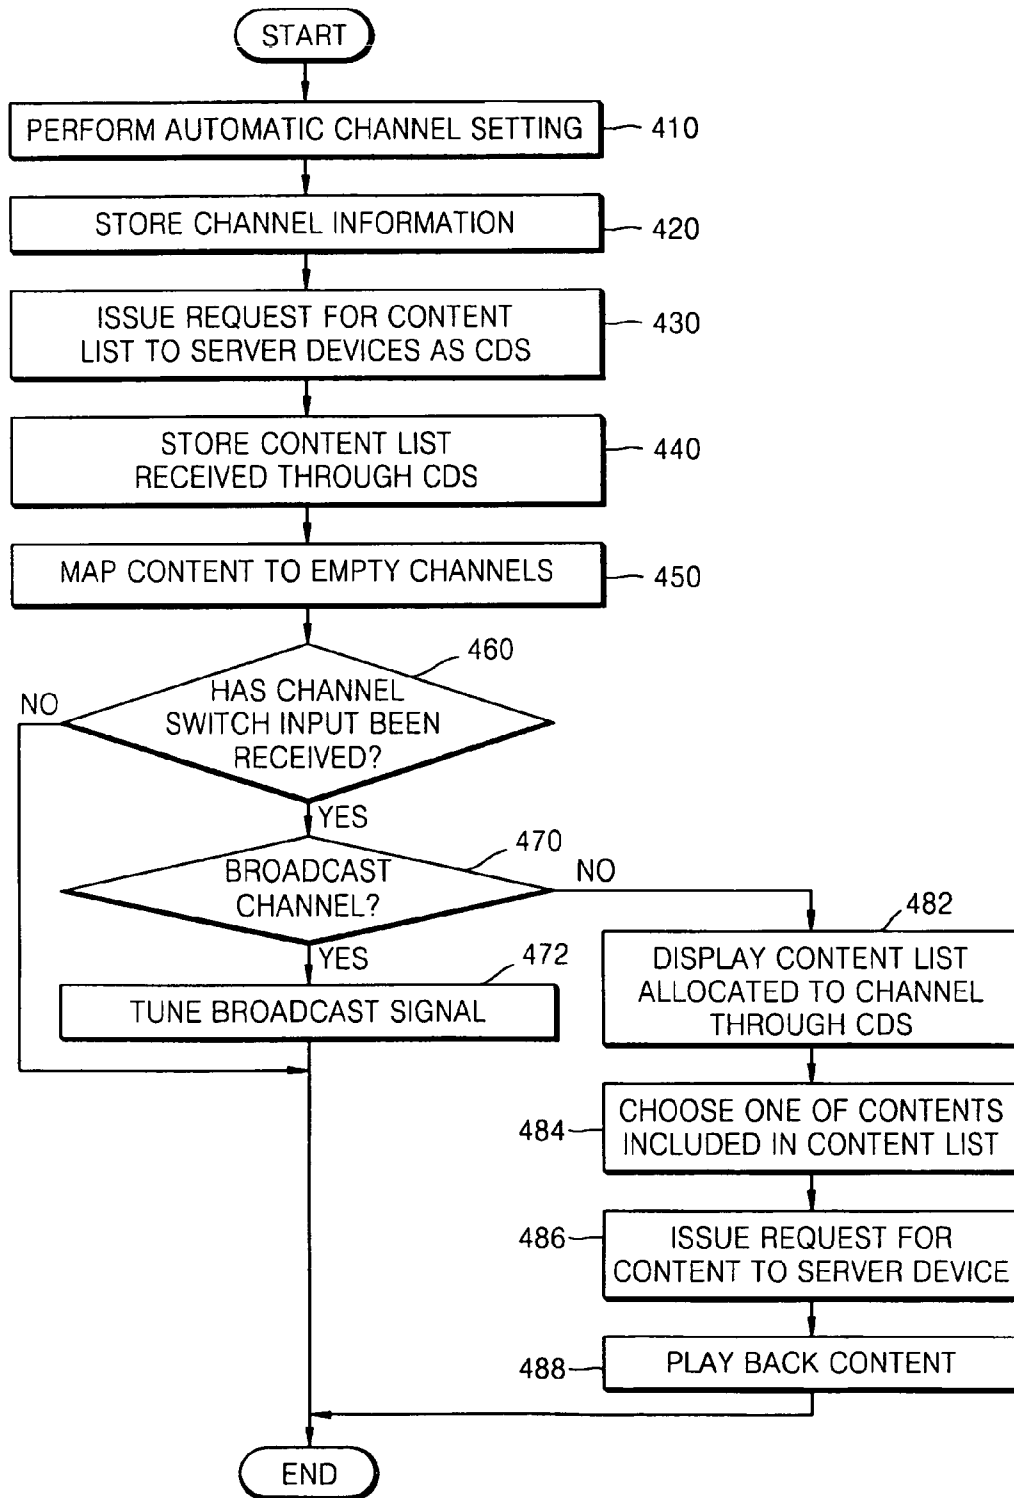 START
PERFORM AUTOMATIC CHANNEL SETTING
410
STORE CHANNEL INFORMATION
420
ISSUE REQUEST FOR CONTENT
LIST TO SERVER DEVICES AS CDS
430
STORE CONTENT LIST
RECEIVED THROUGH CDS
440
MAP CONTENT TO EMPTY CHANNELS
450
460
HAS CHANNEL
SWITCH INPUT BEEN
RECEIVED?
NO
YES
470
BROADCAST
CHANNEL?
NO
YES
472
TUNE BROADCAST SIGNAL
482
DISPLAY CONTENT LIST
ALLOCATED TO CHANNEL
THROUGH CDS
484
CHOOSE ONE OF CONTENTS
INCLUDED IN CONTENT LIST
486
ISSUE REQUEST FOR
CONTENT TO SERVER DEVICE
488
PLAY BACK CONTENT
END